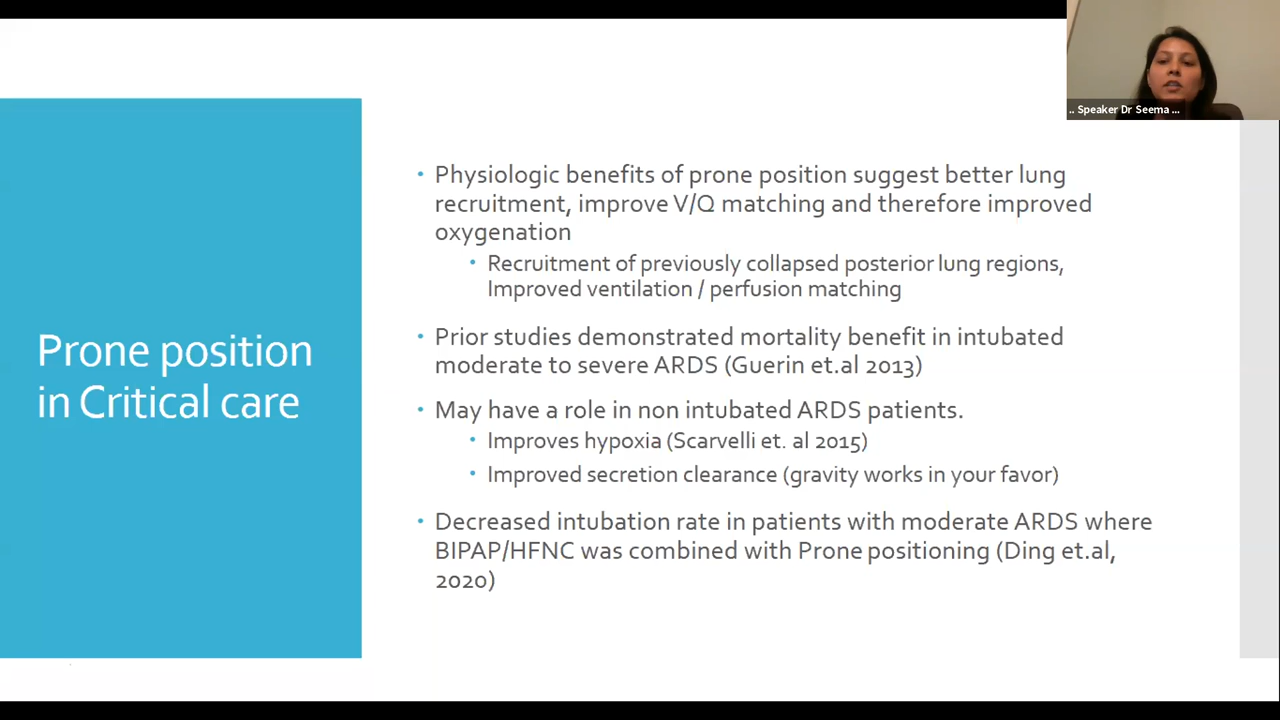 .. Speaker Dr Seema ...
Prone position
in Critical care
• Physiologic benefits of prone position suggest better lung
recruitment, improve V/Q matching and therefore improved
oxygenation
• Recruitment of previously collapsed posterior lung regions,
Improved ventilation / perfusion matching
• Prior studies demonstrated mortality benefit in intubated
moderate to severe ARDS (Guerin et.al 2013)
• May have a role in non intubated ARDS patients.
• Improves hypoxia (Scarvelli et. al 2015)
• Improved secretion clearance (gravity works in your favor)
• Decreased intubation rate in patients with moderate ARDS where
BIPAP/HFNC was combined with Prone positioning (Ding et.al,
2020)